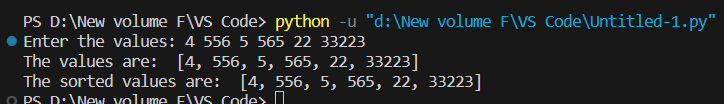 PS D:\New volume F\VS Code> python -u "d:\New volume F\VS Code\Untitled-1.py"
Enter the values: 4 556 5 565 22 33223
The values are:  [4, 556, 5, 565, 22, 33223]
The sorted values are:  [4, 556, 5, 565, 22, 33223]
PS D:\New volume F\VS Code>